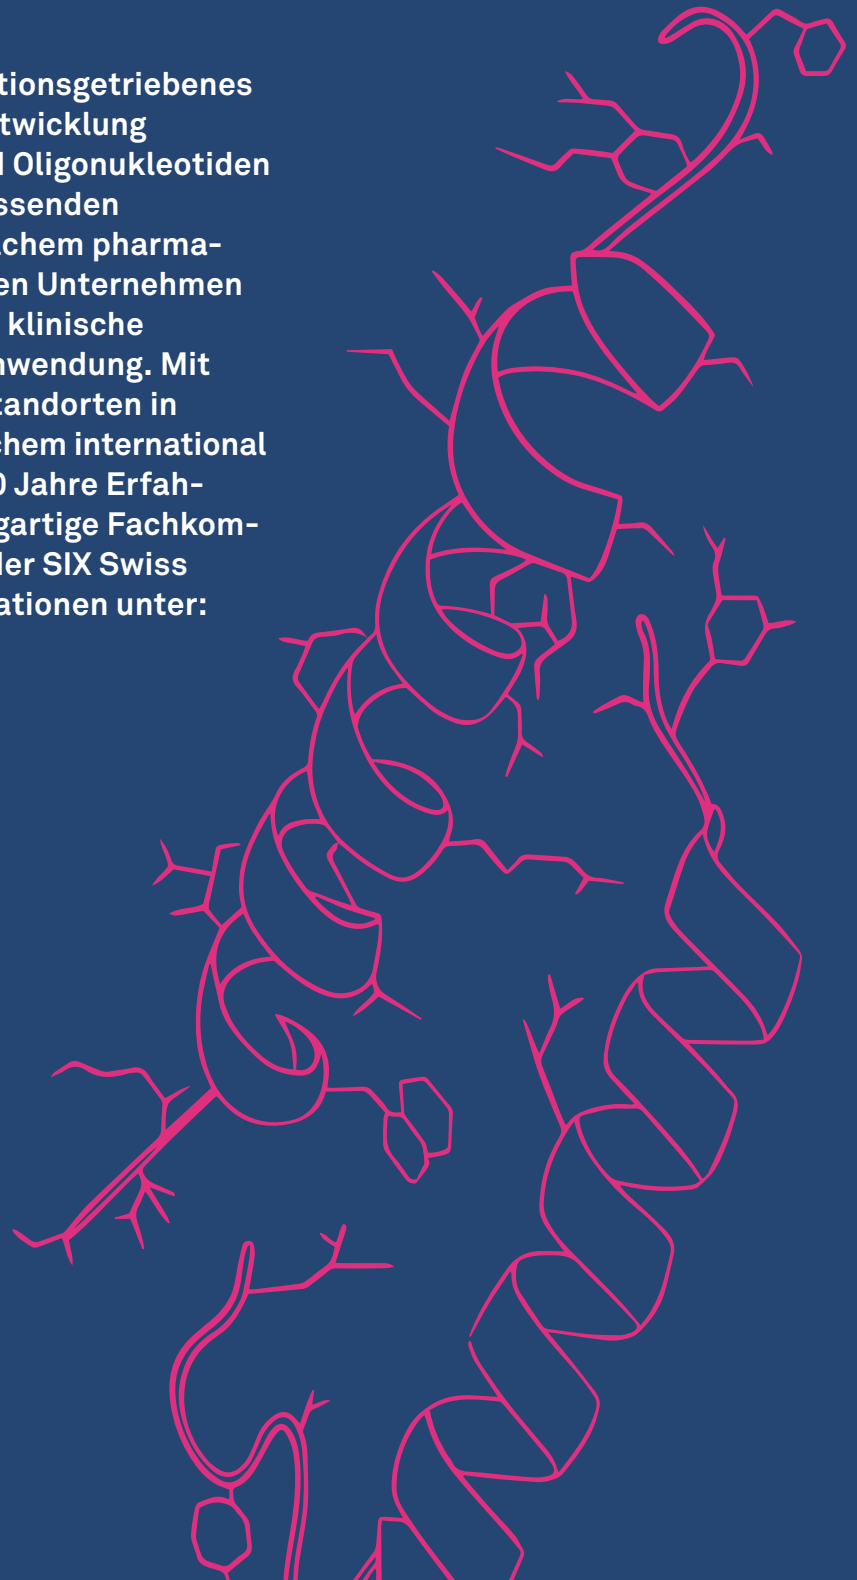 tionsgetriebenes
twicklung
l Oligonukleotiden
ssenden
chem pharma-
en Unternehmen
klinische
nwendung. Mit
tandorten in
chem international
0 Jahre Erfah-
gartige Fachkom-
der SIX Swiss
ationen unter: